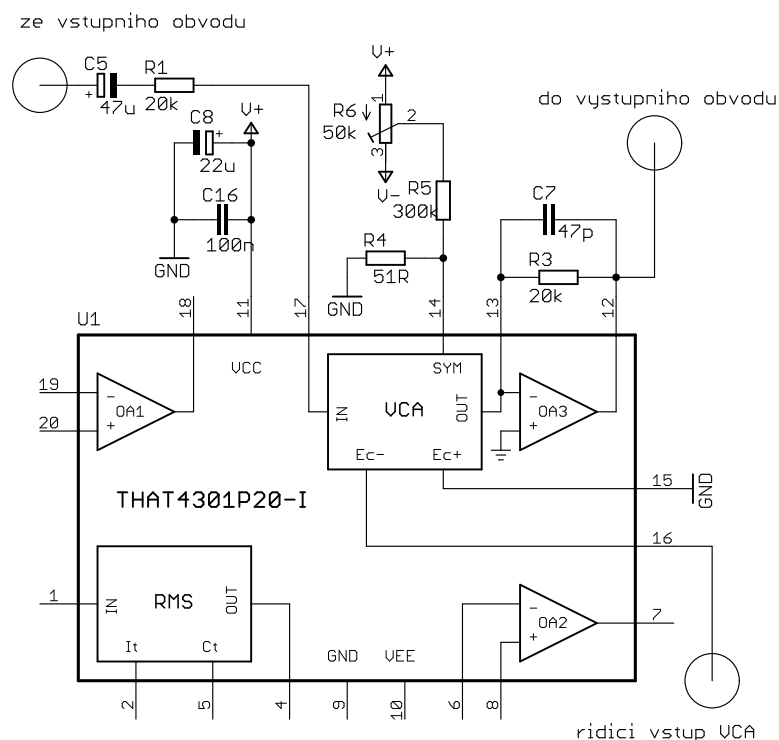 ze vstupniho obvodu
C5
+
47u
R1
20k
V+
C8
+
22u
C16
100n
GND
V+
R6
50k
1
2
3
V-
R5
300k
R4
51R
GND
do vystupniho obvodu
C7
47p
R3
20k
U1
18
11
17
14
13
12
VCC
19
20
-
+
OA1
SYM
IN
VCA
OUT
Ec-
Ec+
-
+
OA3
THAT4301P20-I
15
GND
16
1
IN
RMS
OUT
It
Ct
GND
VEE
-
+
OA2
7
2
5
4
9
10
6
8
ridici vstup VCA